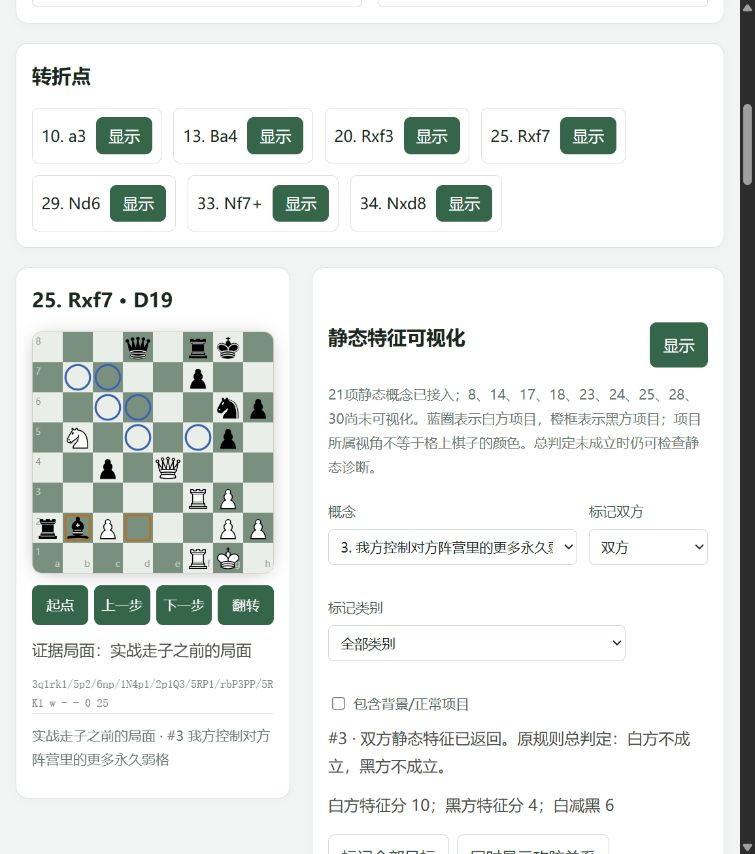 转折点
10. a3 显示 13. Ba4 显示 20. Rxf3 显示 25. Rxf7 显示
29. Nd6 显示 33. Nf7+ 显示 34. Nxd8 显示
25. Rxf7 • D19
8
7
6
5
4
3
2
1 a b c d e f g h
起点 上一步 下一步 翻转
证据局面：实战走子之前的局面
3q1rk1/5p2/6np/1N4p1/2p1Q3/5RP1/rbP3PP/5R
K1 w - - 0 25
实战走子之前的局面 · #3 我方控制对方
阵营里的更多永久弱格
静态特征可视化 显示
21项静态概念已接入；8、14、17、18、23、24、25、28、
30尚未可视化。蓝圈表示白方项目，橙框表示黑方项目；项目
所属视角不等于格上棋子的颜色。总判定未成立时仍可检查静
态诊断。
概念 标记双方
3. 我方控制对方阵营里的更多永久 双方
标记类别
全部类别
包含背景/正常项目
#3 · 双方静态特征已返回。原规则总判定：白方不成
立，黑方不成立。
白方特征分 10；黑方特征分 4；白减黑 6